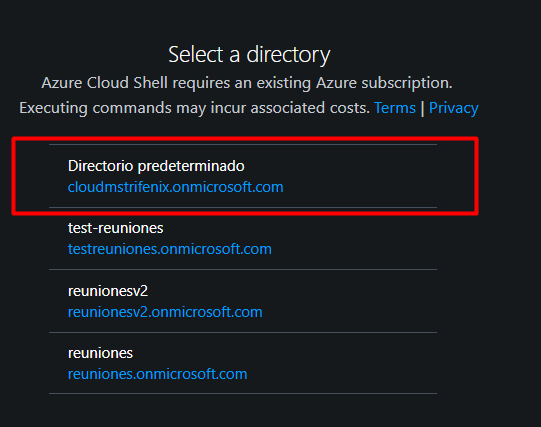 Select a directory
Azure Cloud Shell requires an existing Azure subscription.
Executing commands may incur associated costs. Terms | Privacy
Directorio predeterminado
cloudmstrifenix.onmicrosoft.com
test-reuniones
testreuniones.onmicrosoft.com
reunionesv2
reunionesv2.onmicrosoft.com
reuniones
reuniones.onmicrosoft.com